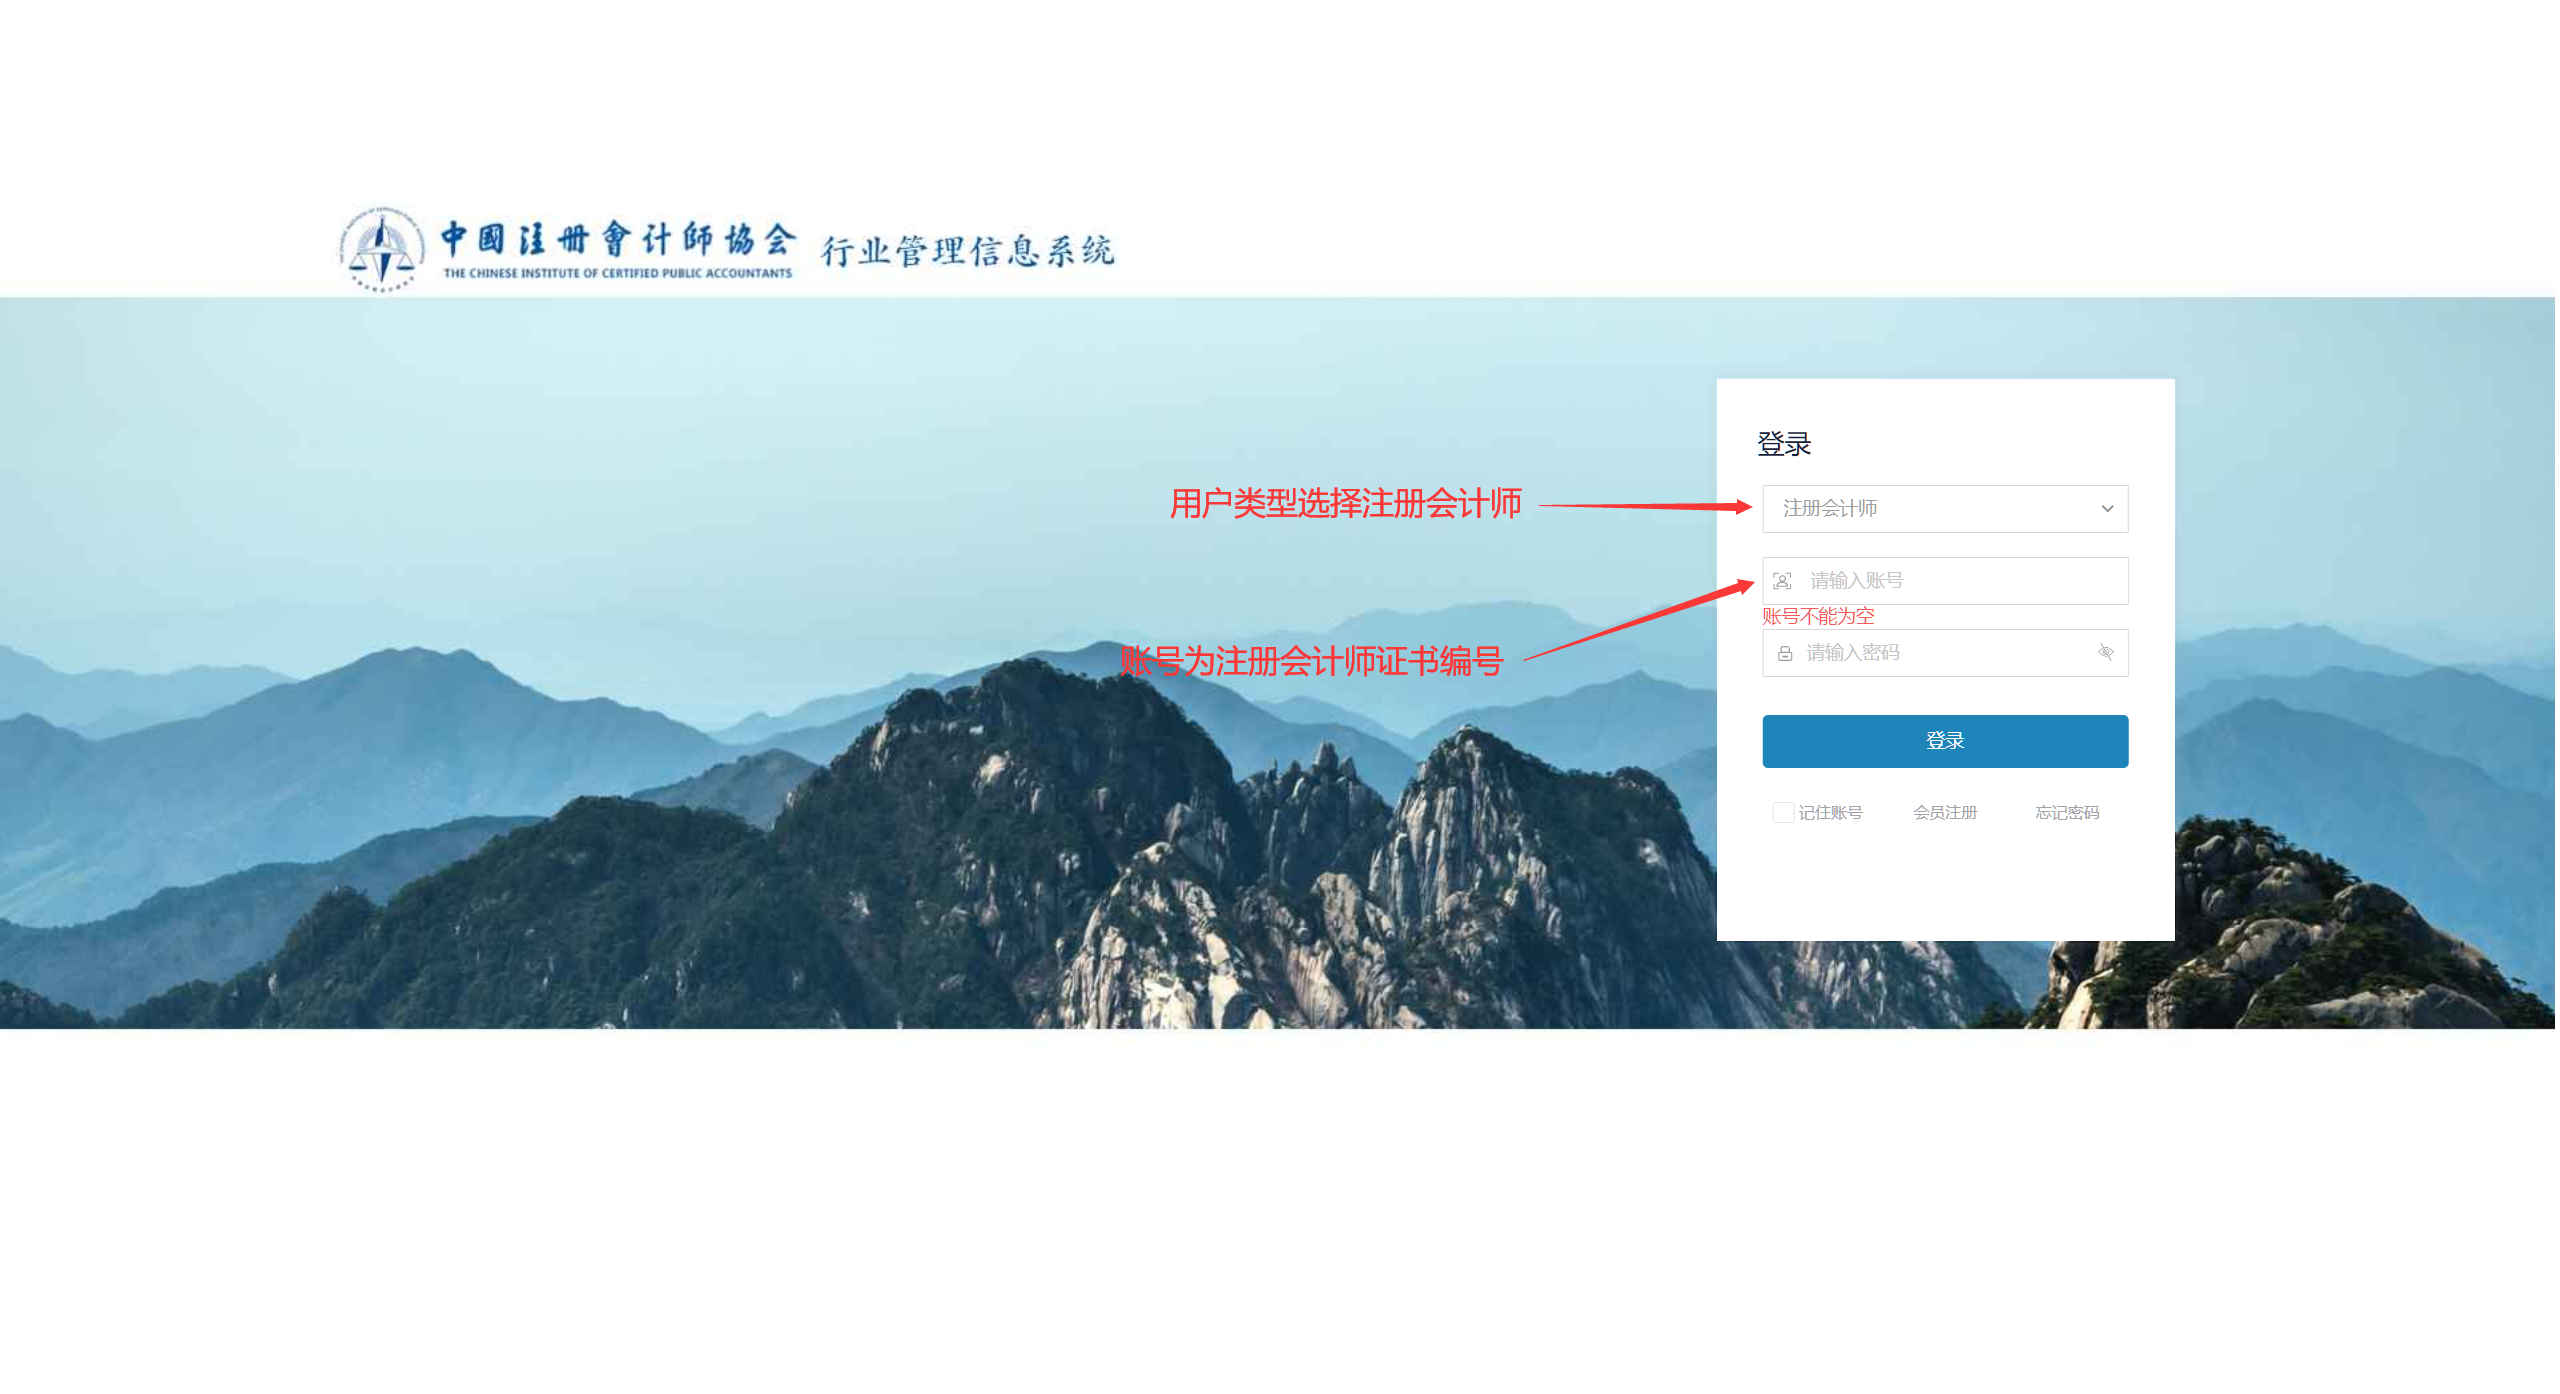 中國注册會计師協会
THE CHINESE INSTITUTE OF CERTIFIED PUBLIC ACCOUNTANTS
行业管理信息系统
登录
用户类型选择注册会计师
注册会计师
请输入账号
账号不能为空
账号为注册会计师证书编号
请输入密码
登录
记住账号 会员注册 忘记密码